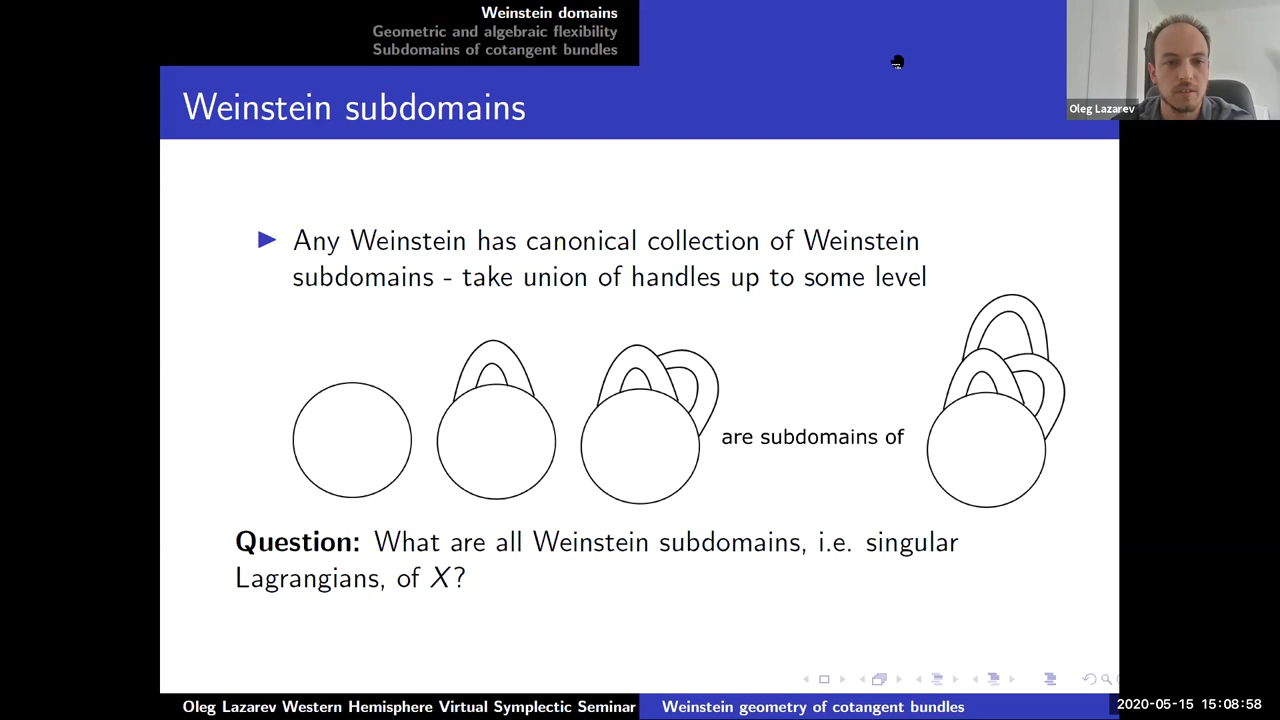 Weinstein domains
Geometric and algebraic flexibility
Subdomains of cotangent bundles
Oleg Lazarev
Weinstein subdomains
Any Weinstein has canonical collection of Weinstein
subdomains - take union of handles up to some level
are subdomains of
Question: What are all Weinstein subdomains, i.e. singular
Lagrangians, of X?
Oleg Lazarev Western Hemisphere Virtual Symplectic Seminar
Weinstein geometry of cotangent bundles
2020-05-15 15:08:58